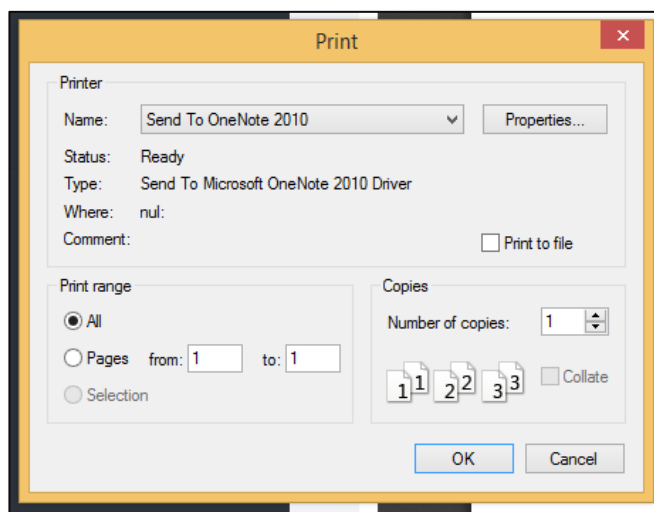 Print
Printer
Name: Send To OneNote 2010 Properties...
Status: Ready
Type: Send To Microsoft OneNote 2010 Driver
Where: nul:
Comment: Print to file
Print range
All
Pages from: 1 to: 1
Selection
Copies
Number of copies: 1
1 1 2 2 3 3 Collate
OK Cancel